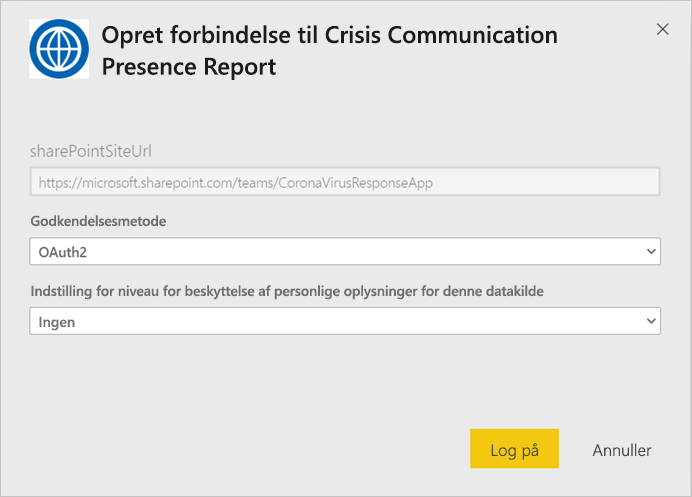 Opret forbindelse til Crisis Communication
Presence Report
sharePointSiteUrl
https://microsoft.sharepoint.com/teams/CoronaVirusResponseApp
Godkendelsesmetode
OAuth2
Indstilling for niveau for beskyttelse af personlige oplysninger for denne datakilde
Ingen
Log på
Annuller